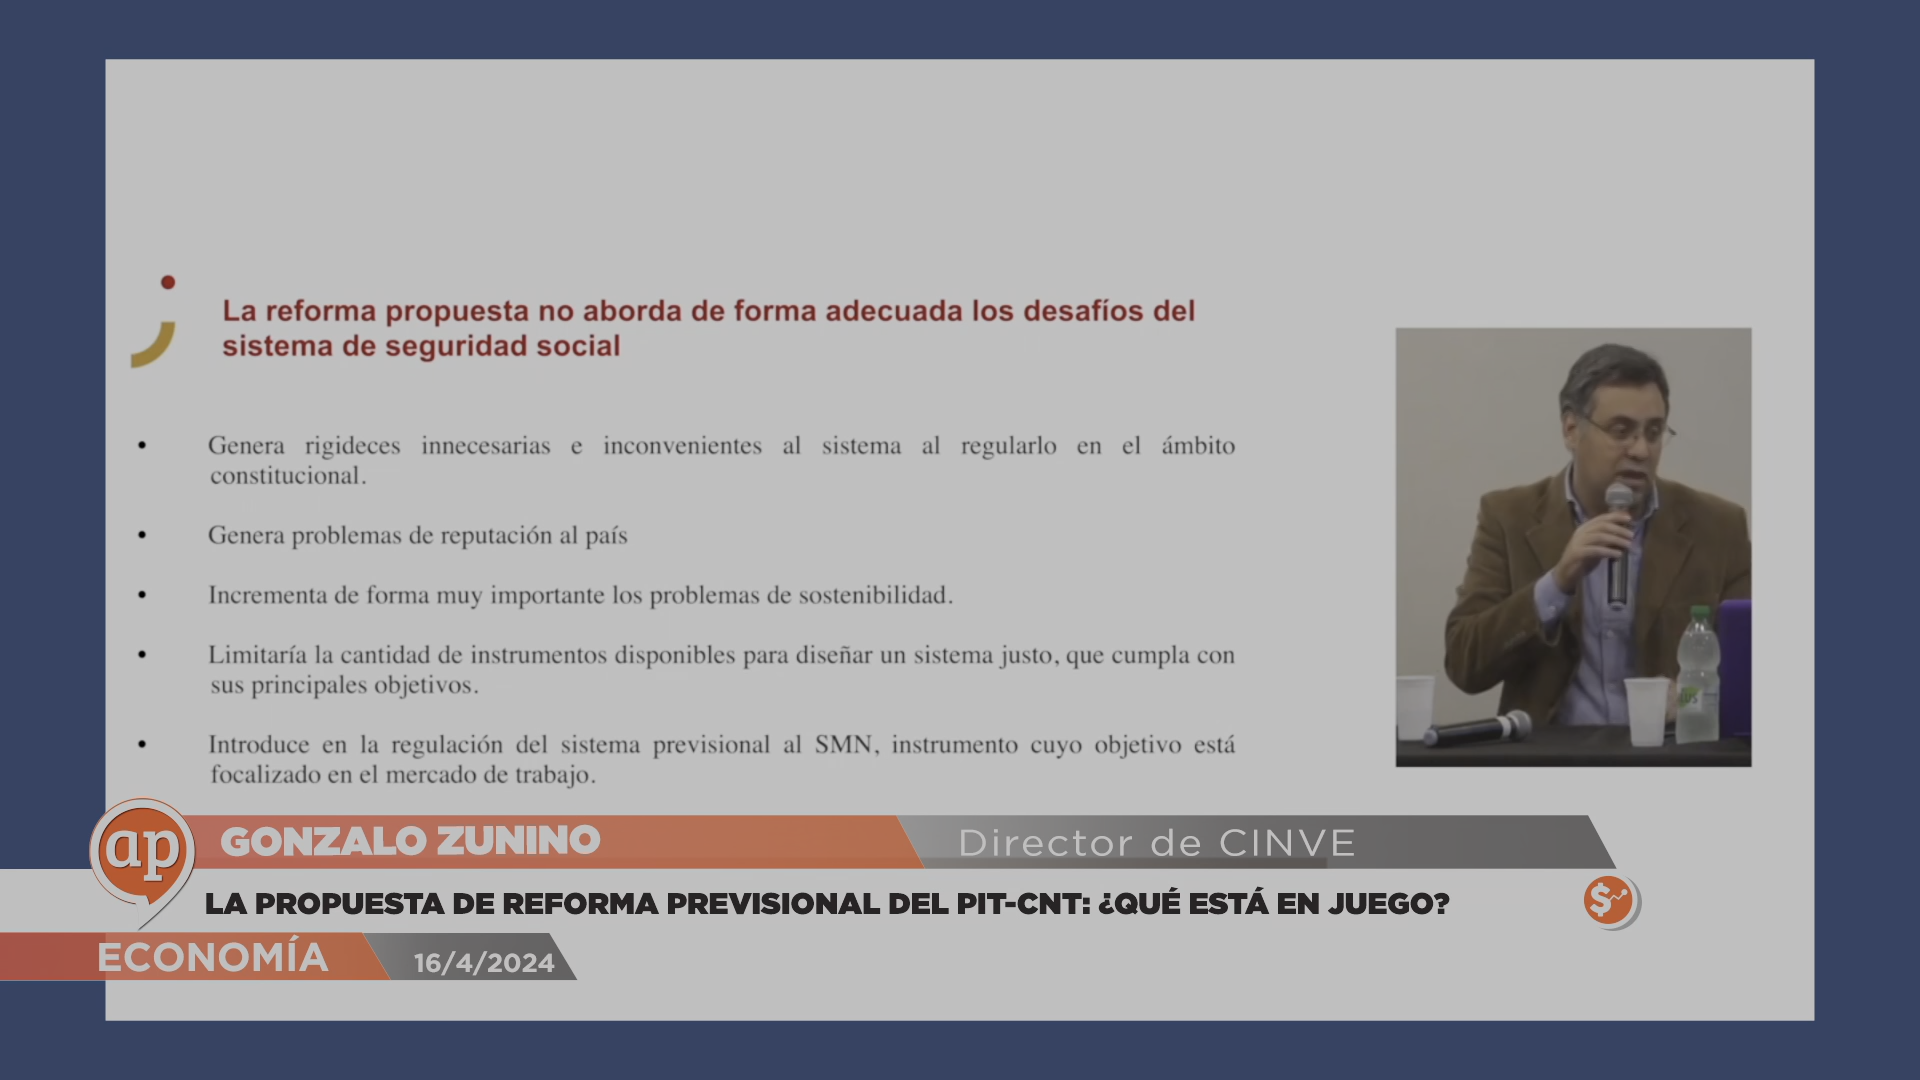 La reforma propuesta no aborda de forma adecuada los desafíos del
sistema de seguridad social
• Genera rigideces innecesarias e inconvenientes al sistema al regularlo en el ámbito
constitucional.
• Genera problemas de reputación al país
• Incrementa de forma muy importante los problemas de sostenibilidad.
• Limitaría la cantidad de instrumentos disponibles para diseñar un sistema justo, que cumpla con
sus principales objetivos.
• Introduce en la regulación del sistema previsional al SMN, instrumento cuyo objetivo está
focalizado en el mercado de trabajo.
ap
GONZALO ZUNINO
Director de CINVE
LA PROPUESTA DE REFORMA PREVISIONAL DEL PIT-CNT: ¿QUÉ ESTÁ EN JUEGO?
$
ECONOMÍA
16/4/2024